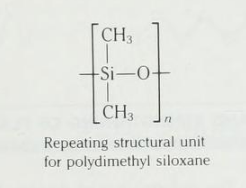 CH3
Si—O
CH3
n
Repeating structural unit
for polydimethyl siloxane